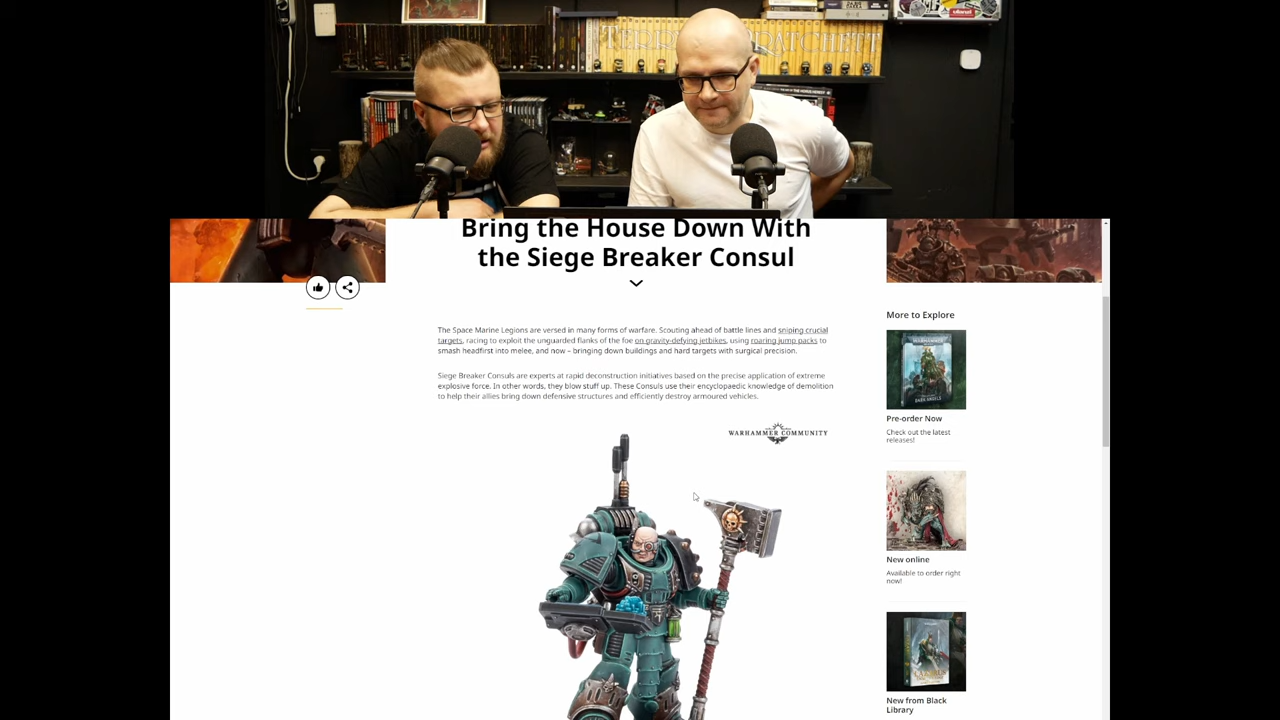 TERRY PRATCHETT
Bring the House Down With
the Siege Breaker Consul
The Space Marine Legions are versed in many forms of warfare. Scouting ahead of battle lines and sniping crucial
targets, racing to exploit the unguarded flanks of the foe on gravity-defying jetbikes, using roaring jump packs to
smash headfirst into melee, and now – bringing down buildings and hard targets with surgical precision.
Siege Breaker Consuls are experts at rapid deconstruction initiatives based on the precise application of extreme
explosive force. In other words, they blow stuff up. These Consuls use their encyclopaedic knowledge of demolition
to help their allies bring down defensive structures and efficiently destroy armoured vehicles.
WARHAMMER COMMUNITY
More to Explore
DARK ANGELS
Pre-order Now
Check out the latest
releases!
New online
Available to order right
now!
New from Black
Library